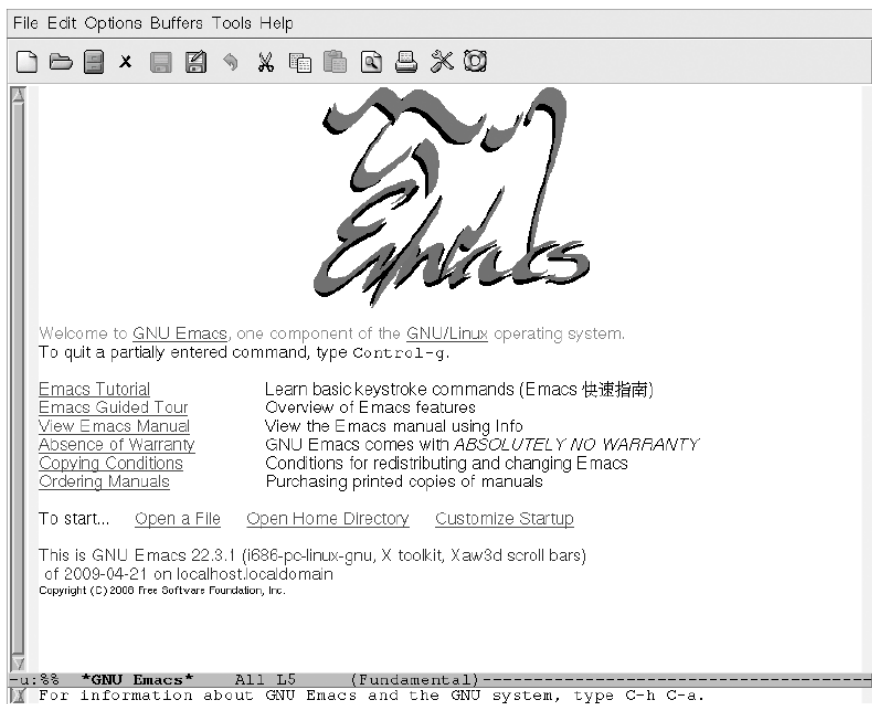 File Edit Options Buffers Tools Help
Emacs
Welcome to GNU Emacs, one component of the GNU/Linux operating system.
To quit a partially entered command, type Control-g.
Emacs Tutorial Learn basic keystroke commands (Emacs 快速指南)
Emacs Guided Tour Overview of Emacs features
View Emacs Manual View the Emacs manual using Info
Absence of Warranty GNU Emacs comes with ABSOLUTELY NO WARRANTY
Copying Conditions Conditions for redistributing and changing Emacs
Ordering Manuals Purchasing printed copies of manuals
To start... Open a File Open Home Directory Customize Startup
This is GNU Emacs 22.3.1 (i686-pc-linux-gnu, X toolkit, Xaw3d scroll bars)
of 2009-04-21 on localhost.localdomain
Copyright (C) 2008 Free Software Foundation, Inc.
-u:%% *GNU Emacs* All L5 (Fundamental)----------------------------------------
For information about GNU Emacs and the GNU system, type C-h C-a.